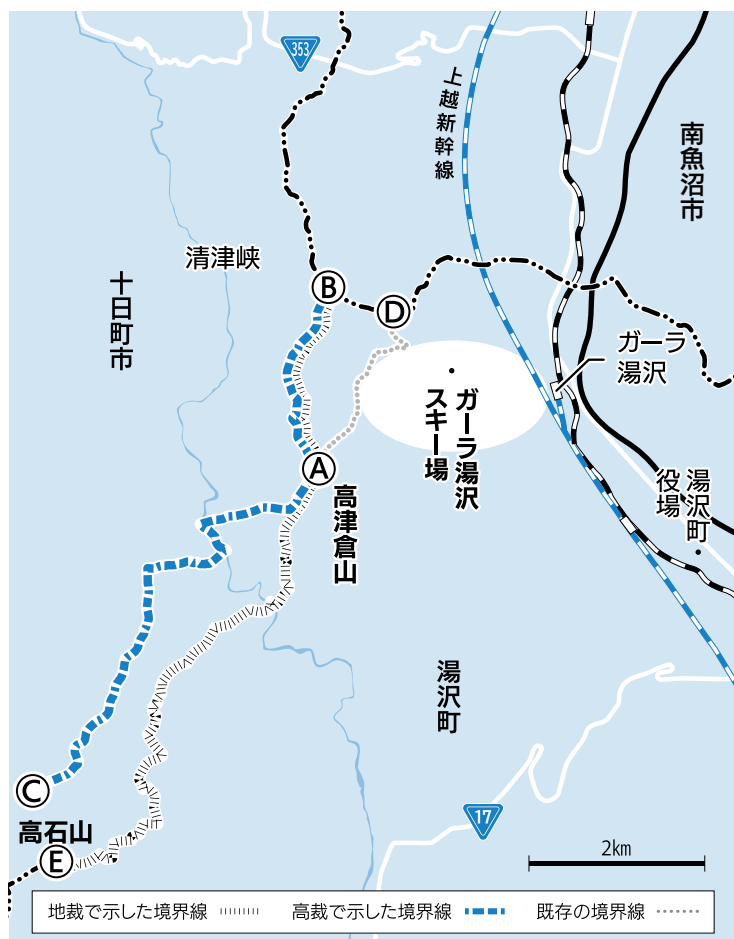 353
上越新幹線
南魚沼市
清津峡
十日町市
B
D
ガーラ
湯沢
ガーラ湯沢
スキー場
A
高津倉山
湯沢町
役場
湯沢町
C
高石山
E
17
2km
地裁で示した境界線
高裁で示した境界線
既存の境界線